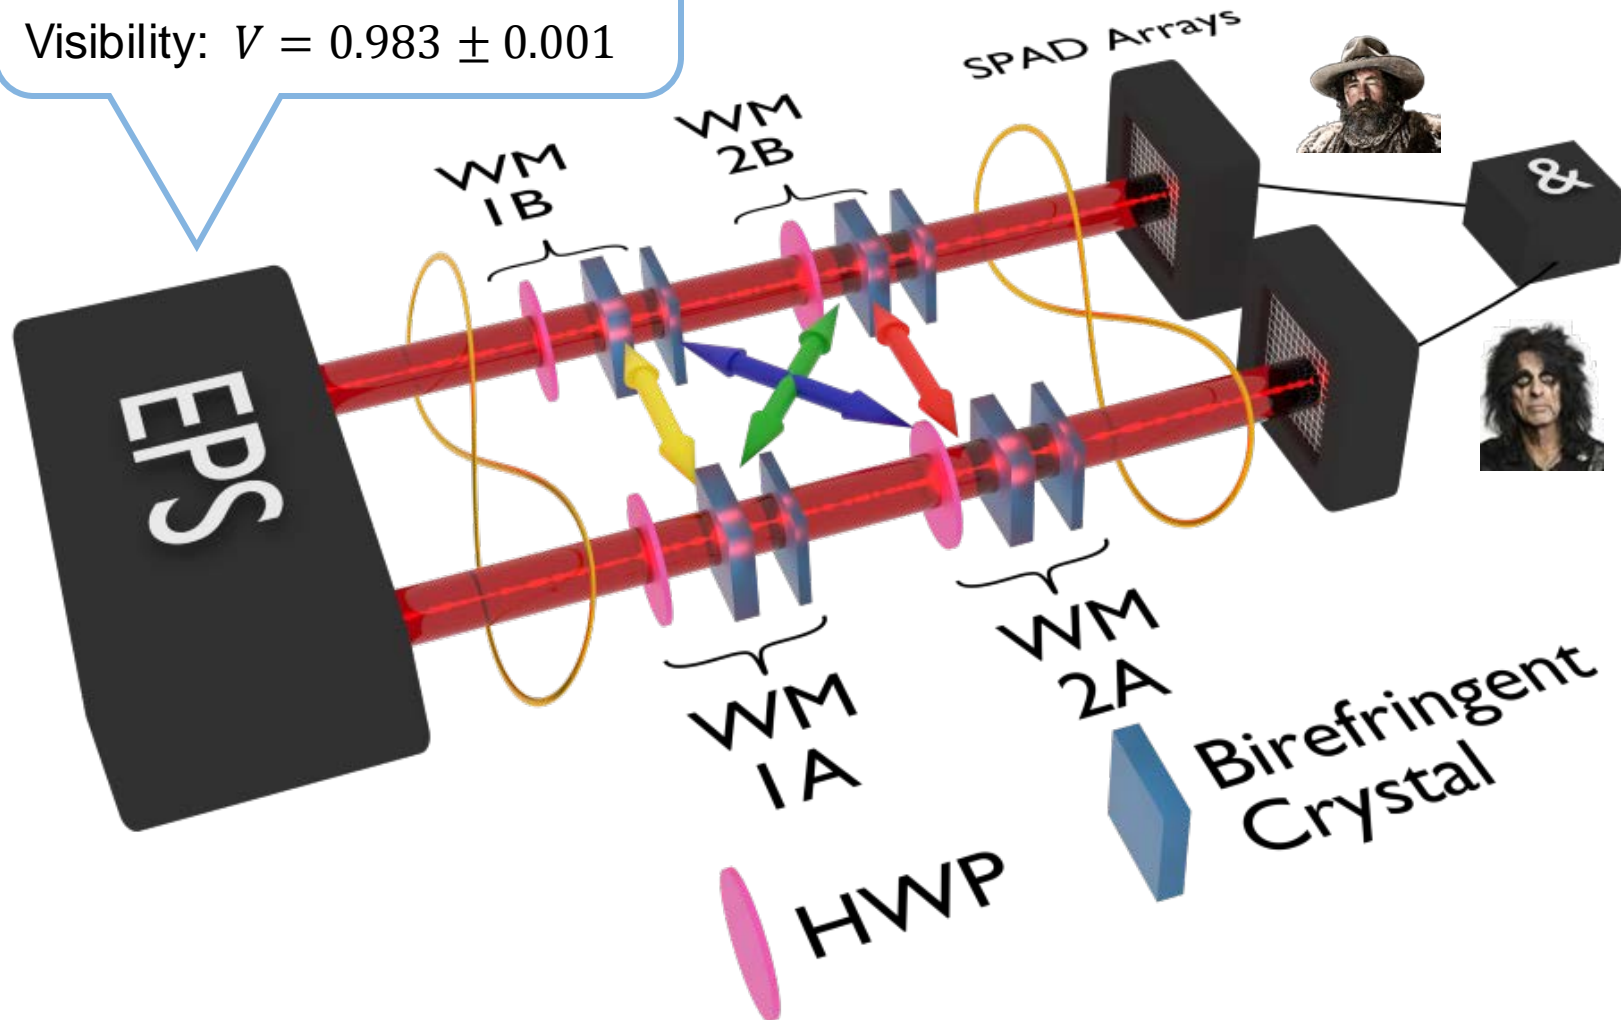 Visibility: V = 0.983 ± 0.001
SPAD Arrays
WM
2B
WM
1B
&
EPS
WM
2A
WM
1A
Birefringent
Crystal
HWP